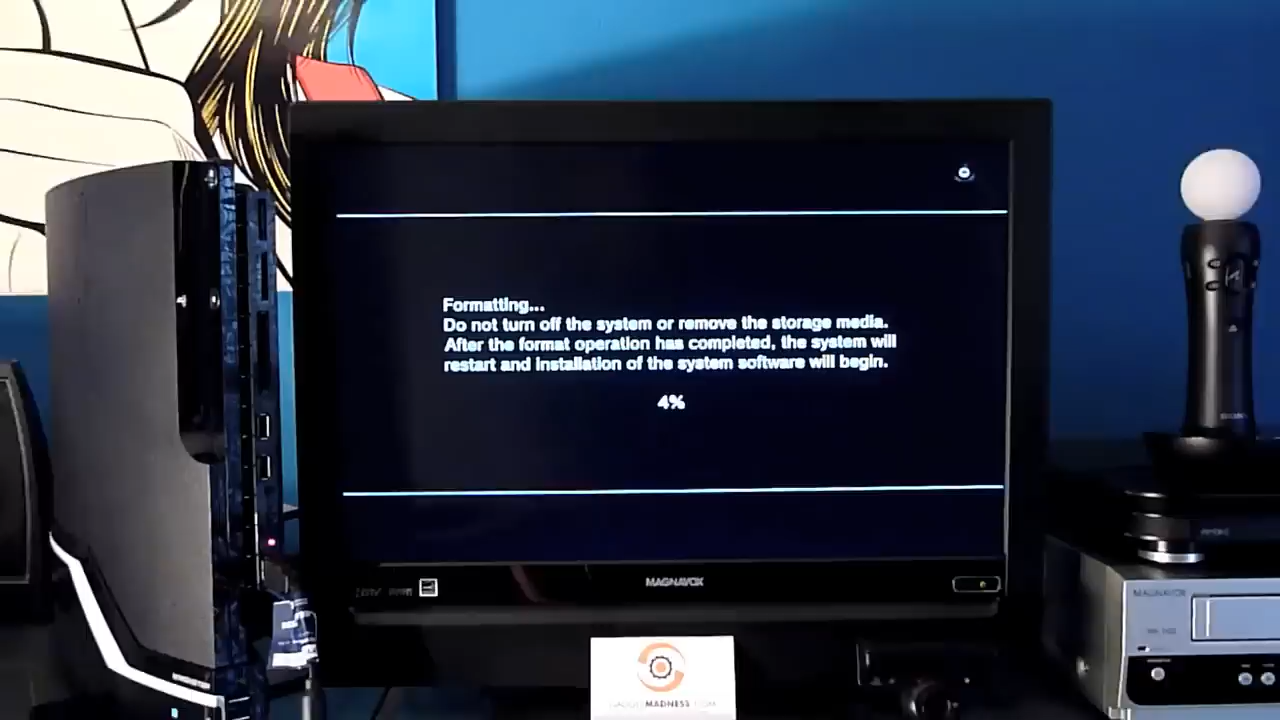 Formatting...
Do not turn off the system or remove the storage media.
After the format operation has completed, the system will
restart and installation of the system software will begin.
4%
MAGNAVOX
MAGNAVOX
MADNESS